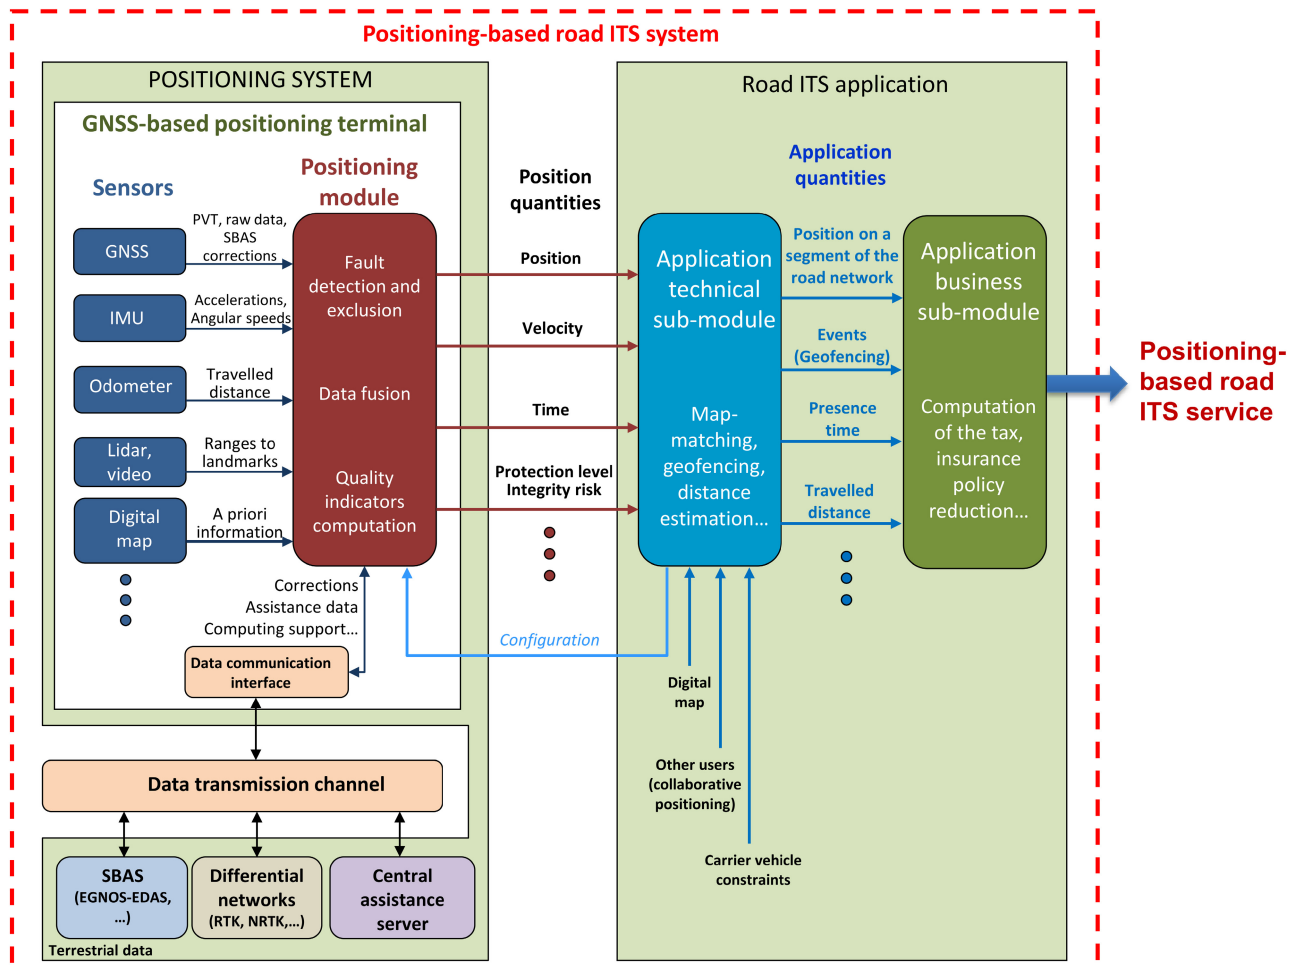 Positioning-based road ITS system
POSITIONING SYSTEM
GNSS-based positioning terminal
Sensors
Positioning
module
GNSS
IMU
Odometer
Lidar,
video
Digital
map
PVT, raw data,
SBAS
corrections
Accelerations,
Angular speeds
Travelled
distance
Ranges to
landmarks
A priori
information
Fault
detection and
exclusion
Data fusion
Quality
indicators
computation
Corrections
Assistance data
Computing support...
Data communication
interface
Data transmission channel
SBAS
(EGNOS-EDAS,
...)
Differential
networks
(RTK, NRTK,...)
Central
assistance
server
Terrestrial data
Position
quantities
Position
Velocity
Time
Protection level
Integrity risk
Configuration
Road ITS application
Application
quantities
Application
technical
sub-module
Map-
matching,
geofencing,
distance
estimation...
Position on a
segment of the
road network
Events
(Geofencing)
Presence
time
Travelled
distance
Application
business
sub-module
Computation
of the tax,
insurance
policy
reduction...
Digital
map
Other users
(collaborative
positioning)
Carrier vehicle
constraints
Positioning-
based road
ITS service